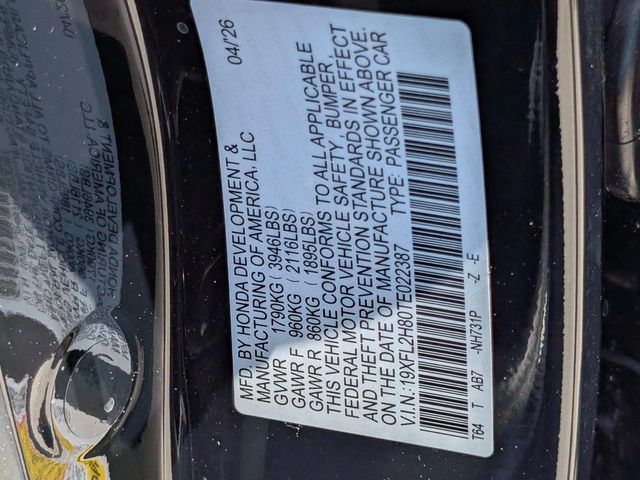 MFD. BY HONDA DEVELOPMENT & 04/'26
MANUFACTURING OF AMERICA, LLC
GVWR 1790KG ( 3946LBS)
GAWR F 960KG ( 2116LBS)
GAWR R 860KG ( 1895LBS)
THIS VEHICLE CONFORMS TO ALL APPLICABLE
FEDERAL MOTOR VEHICLE SAFETY, BUMPER,
AND THEFT PREVENTION STANDARDS IN EFFECT
ON THE DATE OF MANUFACTURE SHOWN ABOVE.
V.I.N.:19XFL2H80TE022387 TYPE: PASSENGER CAR
T64 T AB7 -NH731P -Z -E